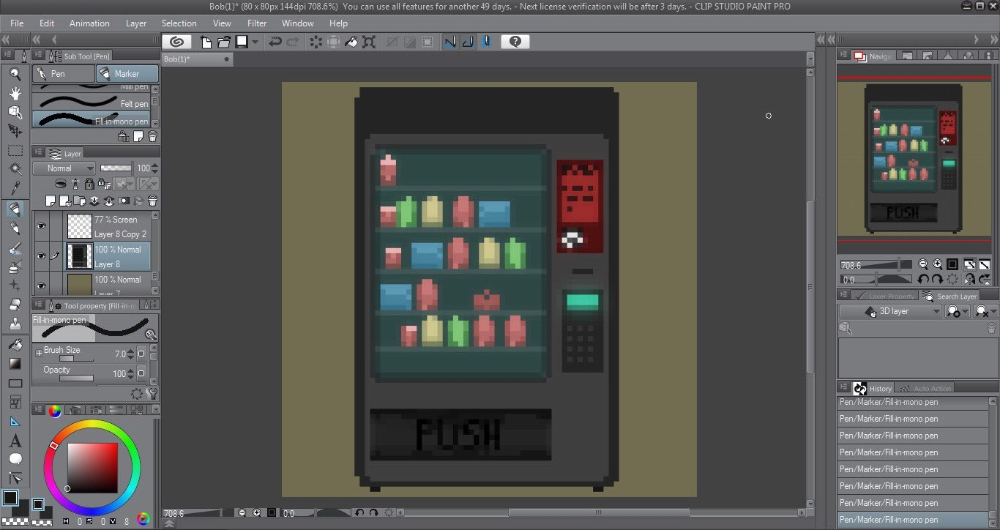 Bob(1)* (80 x 80px 144dpi 708.6%)  You can use all features for another 49 days. - Next license verification will be after 3 days. - CLIP STUDIO PAINT PRO
File Edit Animation Layer Selection View Filter Window Help
Sub Tool [Pen]
Bob(1)*
Naviga
Pen Marker
Milli pen
Felt pen
Fill-in-mono pen
Layer
Normal 100
77 % Screen
Layer 8 Copy 2
100 % Normal
Layer 8
100 % Normal
Layer 7
Tool property [Fill-in-m
Fill-in-mono pen
Brush Size 7.0
Opacity 100
H 0 S 0 V 8
PUSH
708.6 0.0
PUSH
708.6
0.0
Layer Property Search Layer
3D layer
History Auto Action
Pen/Marker/Fill-in-mono pen
Pen/Marker/Fill-in-mono pen
Pen/Marker/Fill-in-mono pen
Pen/Marker/Fill-in-mono pen
Pen/Marker/Fill-in-mono pen
Pen/Marker/Fill-in-mono pen
Pen/Marker/Fill-in-mono pen
Pen/Marker/Fill-in-mono pen